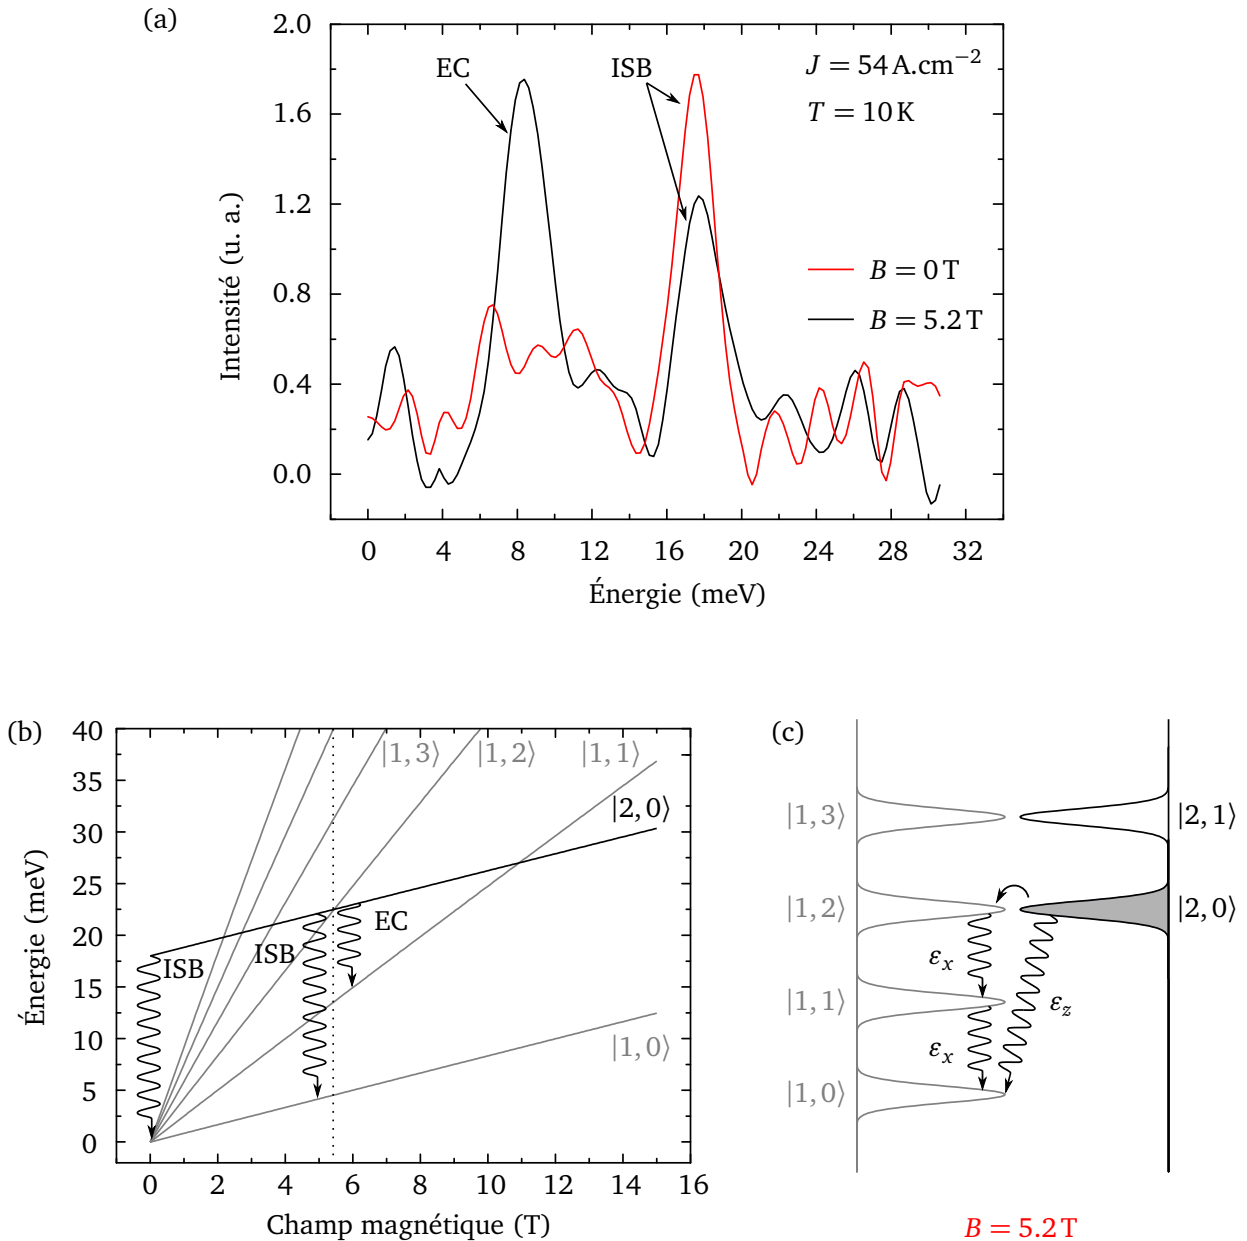 (a)
2.0
1.6
1.2
0.8
0.4
0.0
Intensité (u. a.)
EC
ISB
J = 54 A.cm−2
T = 10 K
B = 0 T
B = 5.2 T
0 4 8 12 16 20 24 28 32
Énergie (meV)
(b)
40
35
30
25
20
15
10
5
0
Énergie (meV)
|1, 3⟩ |1, 2⟩ |1, 1⟩
|2, 0⟩
ISB ISB EC
|1, 0⟩
0 2 4 6 8 10 12 14 16
Champ magnétique (T)
(c)
|1, 3⟩ |2, 1⟩
|1, 2⟩ |2, 0⟩
εx
|1, 1⟩ εz
εx
|1, 0⟩
B = 5.2 T